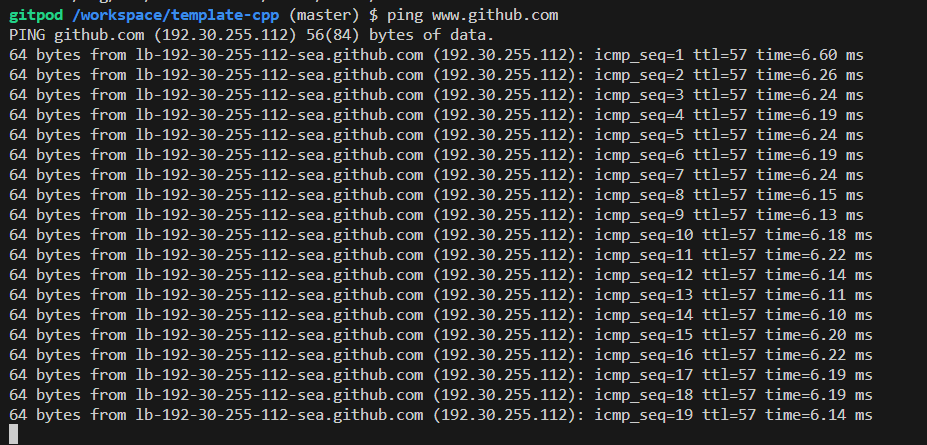 gitpod /workspace/template-cpp (master) $ ping www.github.com
PING github.com (192.30.255.112) 56(84) bytes of data.
64 bytes from lb-192-30-255-112-sea.github.com (192.30.255.112): icmp_seq=1 ttl=57 time=6.60 ms
64 bytes from lb-192-30-255-112-sea.github.com (192.30.255.112): icmp_seq=2 ttl=57 time=6.26 ms
64 bytes from lb-192-30-255-112-sea.github.com (192.30.255.112): icmp_seq=3 ttl=57 time=6.24 ms
64 bytes from lb-192-30-255-112-sea.github.com (192.30.255.112): icmp_seq=4 ttl=57 time=6.19 ms
64 bytes from lb-192-30-255-112-sea.github.com (192.30.255.112): icmp_seq=5 ttl=57 time=6.24 ms
64 bytes from lb-192-30-255-112-sea.github.com (192.30.255.112): icmp_seq=6 ttl=57 time=6.19 ms
64 bytes from lb-192-30-255-112-sea.github.com (192.30.255.112): icmp_seq=7 ttl=57 time=6.24 ms
64 bytes from lb-192-30-255-112-sea.github.com (192.30.255.112): icmp_seq=8 ttl=57 time=6.15 ms
64 bytes from lb-192-30-255-112-sea.github.com (192.30.255.112): icmp_seq=9 ttl=57 time=6.13 ms
64 bytes from lb-192-30-255-112-sea.github.com (192.30.255.112): icmp_seq=10 ttl=57 time=6.18 ms
64 bytes from lb-192-30-255-112-sea.github.com (192.30.255.112): icmp_seq=11 ttl=57 time=6.22 ms
64 bytes from lb-192-30-255-112-sea.github.com (192.30.255.112): icmp_seq=12 ttl=57 time=6.14 ms
64 bytes from lb-192-30-255-112-sea.github.com (192.30.255.112): icmp_seq=13 ttl=57 time=6.11 ms
64 bytes from lb-192-30-255-112-sea.github.com (192.30.255.112): icmp_seq=14 ttl=57 time=6.10 ms
64 bytes from lb-192-30-255-112-sea.github.com (192.30.255.112): icmp_seq=15 ttl=57 time=6.20 ms
64 bytes from lb-192-30-255-112-sea.github.com (192.30.255.112): icmp_seq=16 ttl=57 time=6.22 ms
64 bytes from lb-192-30-255-112-sea.github.com (192.30.255.112): icmp_seq=17 ttl=57 time=6.19 ms
64 bytes from lb-192-30-255-112-sea.github.com (192.30.255.112): icmp_seq=18 ttl=57 time=6.19 ms
64 bytes from lb-192-30-255-112-sea.github.com (192.30.255.112): icmp_seq=19 ttl=57 time=6.14 ms